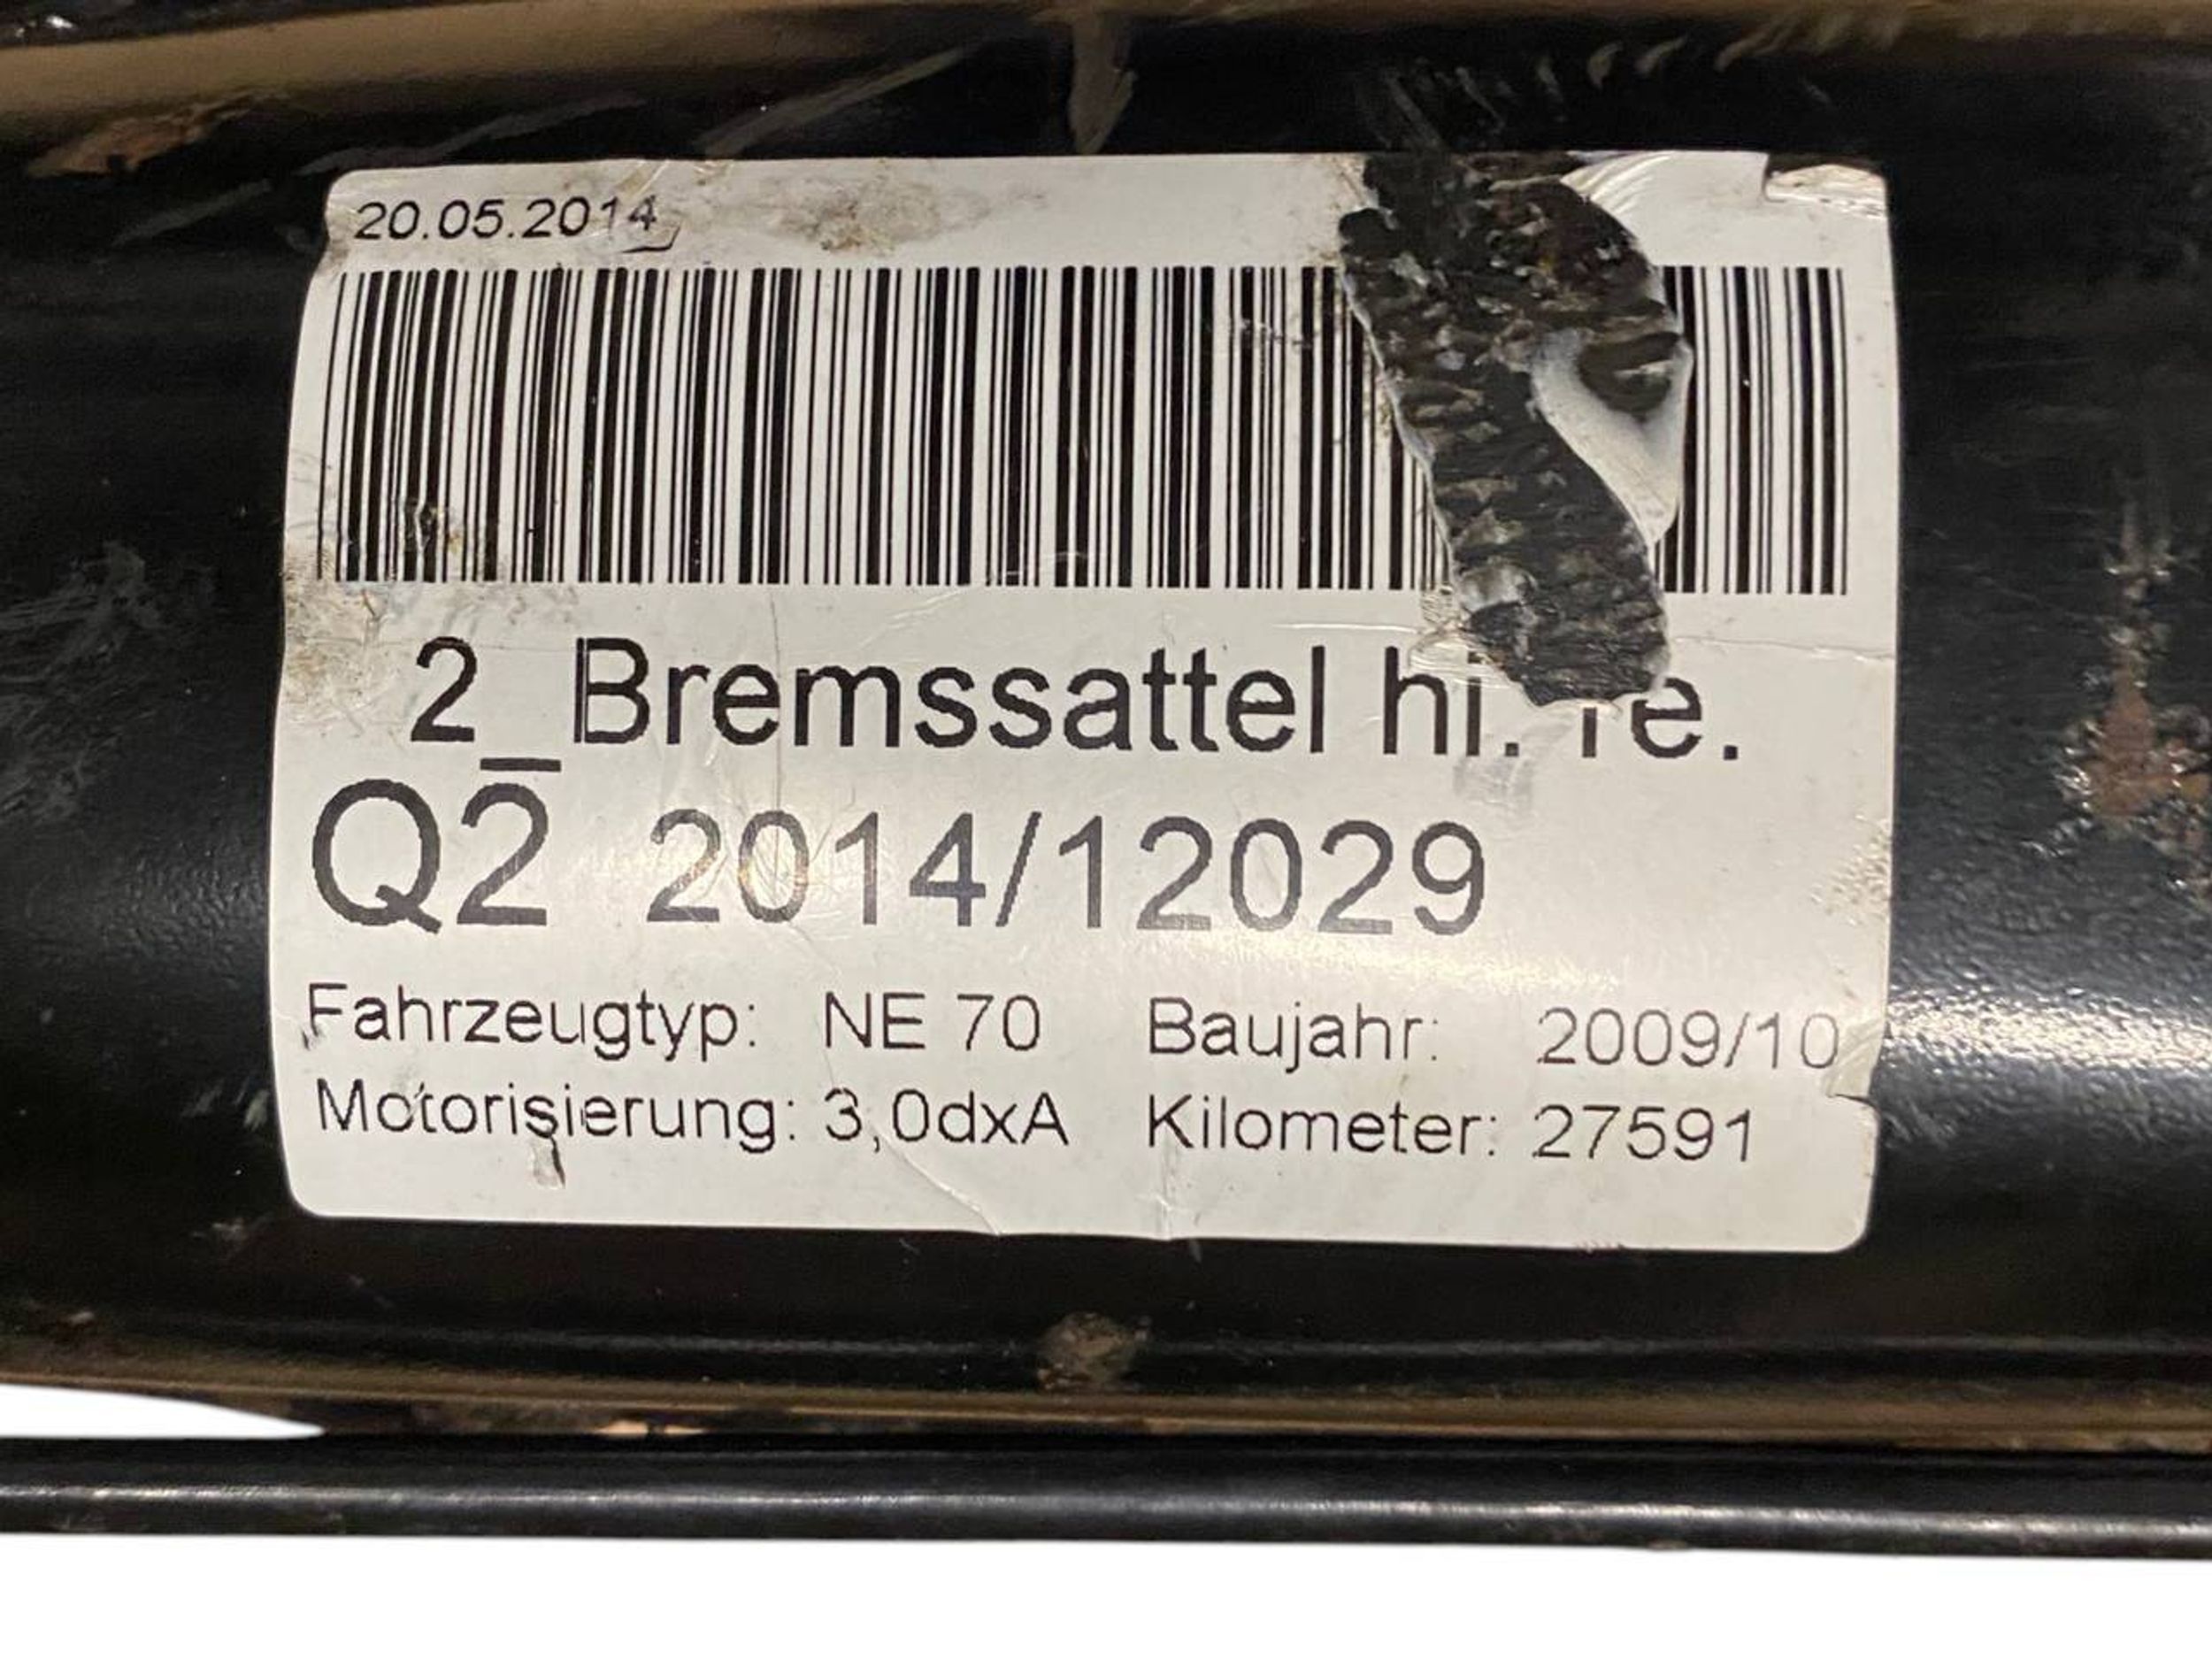 20.05.2014
2_Bremssattel hi. re.
Q2 2014/12029
Fahrzeugtyp: NE 70 Baujahr: 2009/10
Motorisierung: 3,0dxA Kilometer: 27591